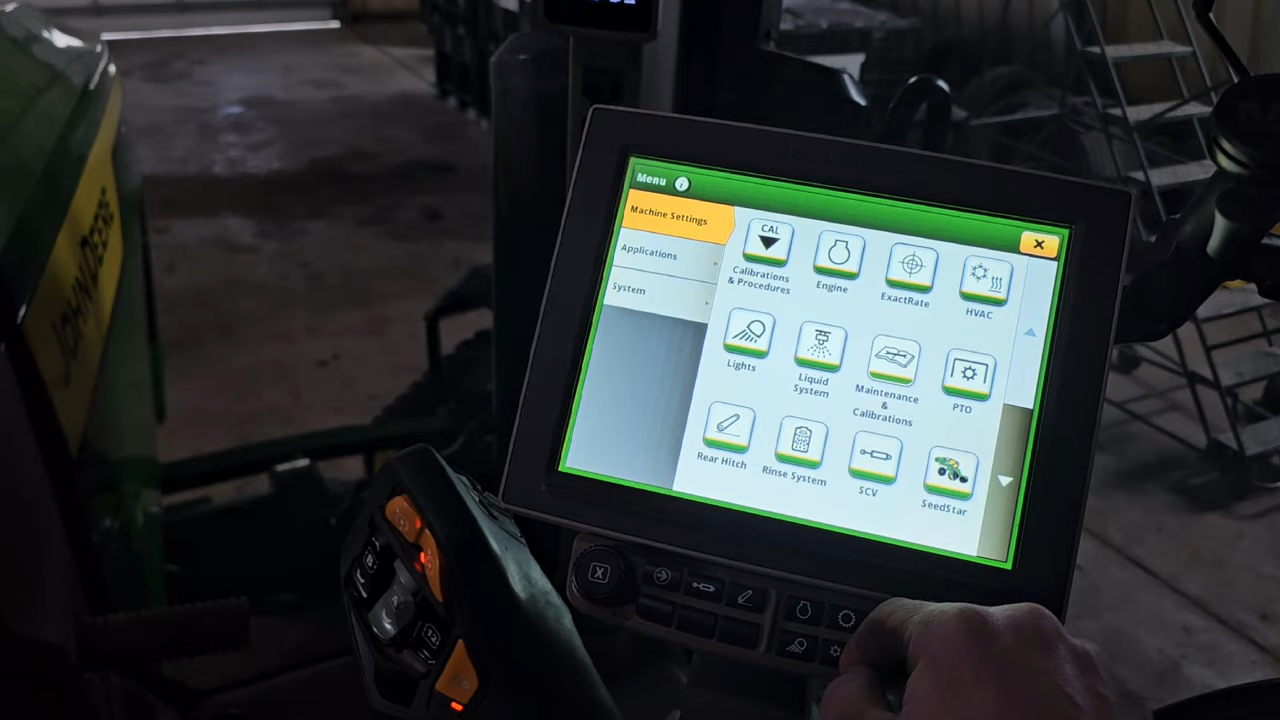 Menu
Machine Settings
Applications
System
CAL
Calibrations
& Procedures
Engine
ExactRate
HVAC
Lights
Liquid
System
Maintenance
&
Calibrations
PTO
Rear Hitch
Rinse System
SCV
SeedStar
JOHN DEERE